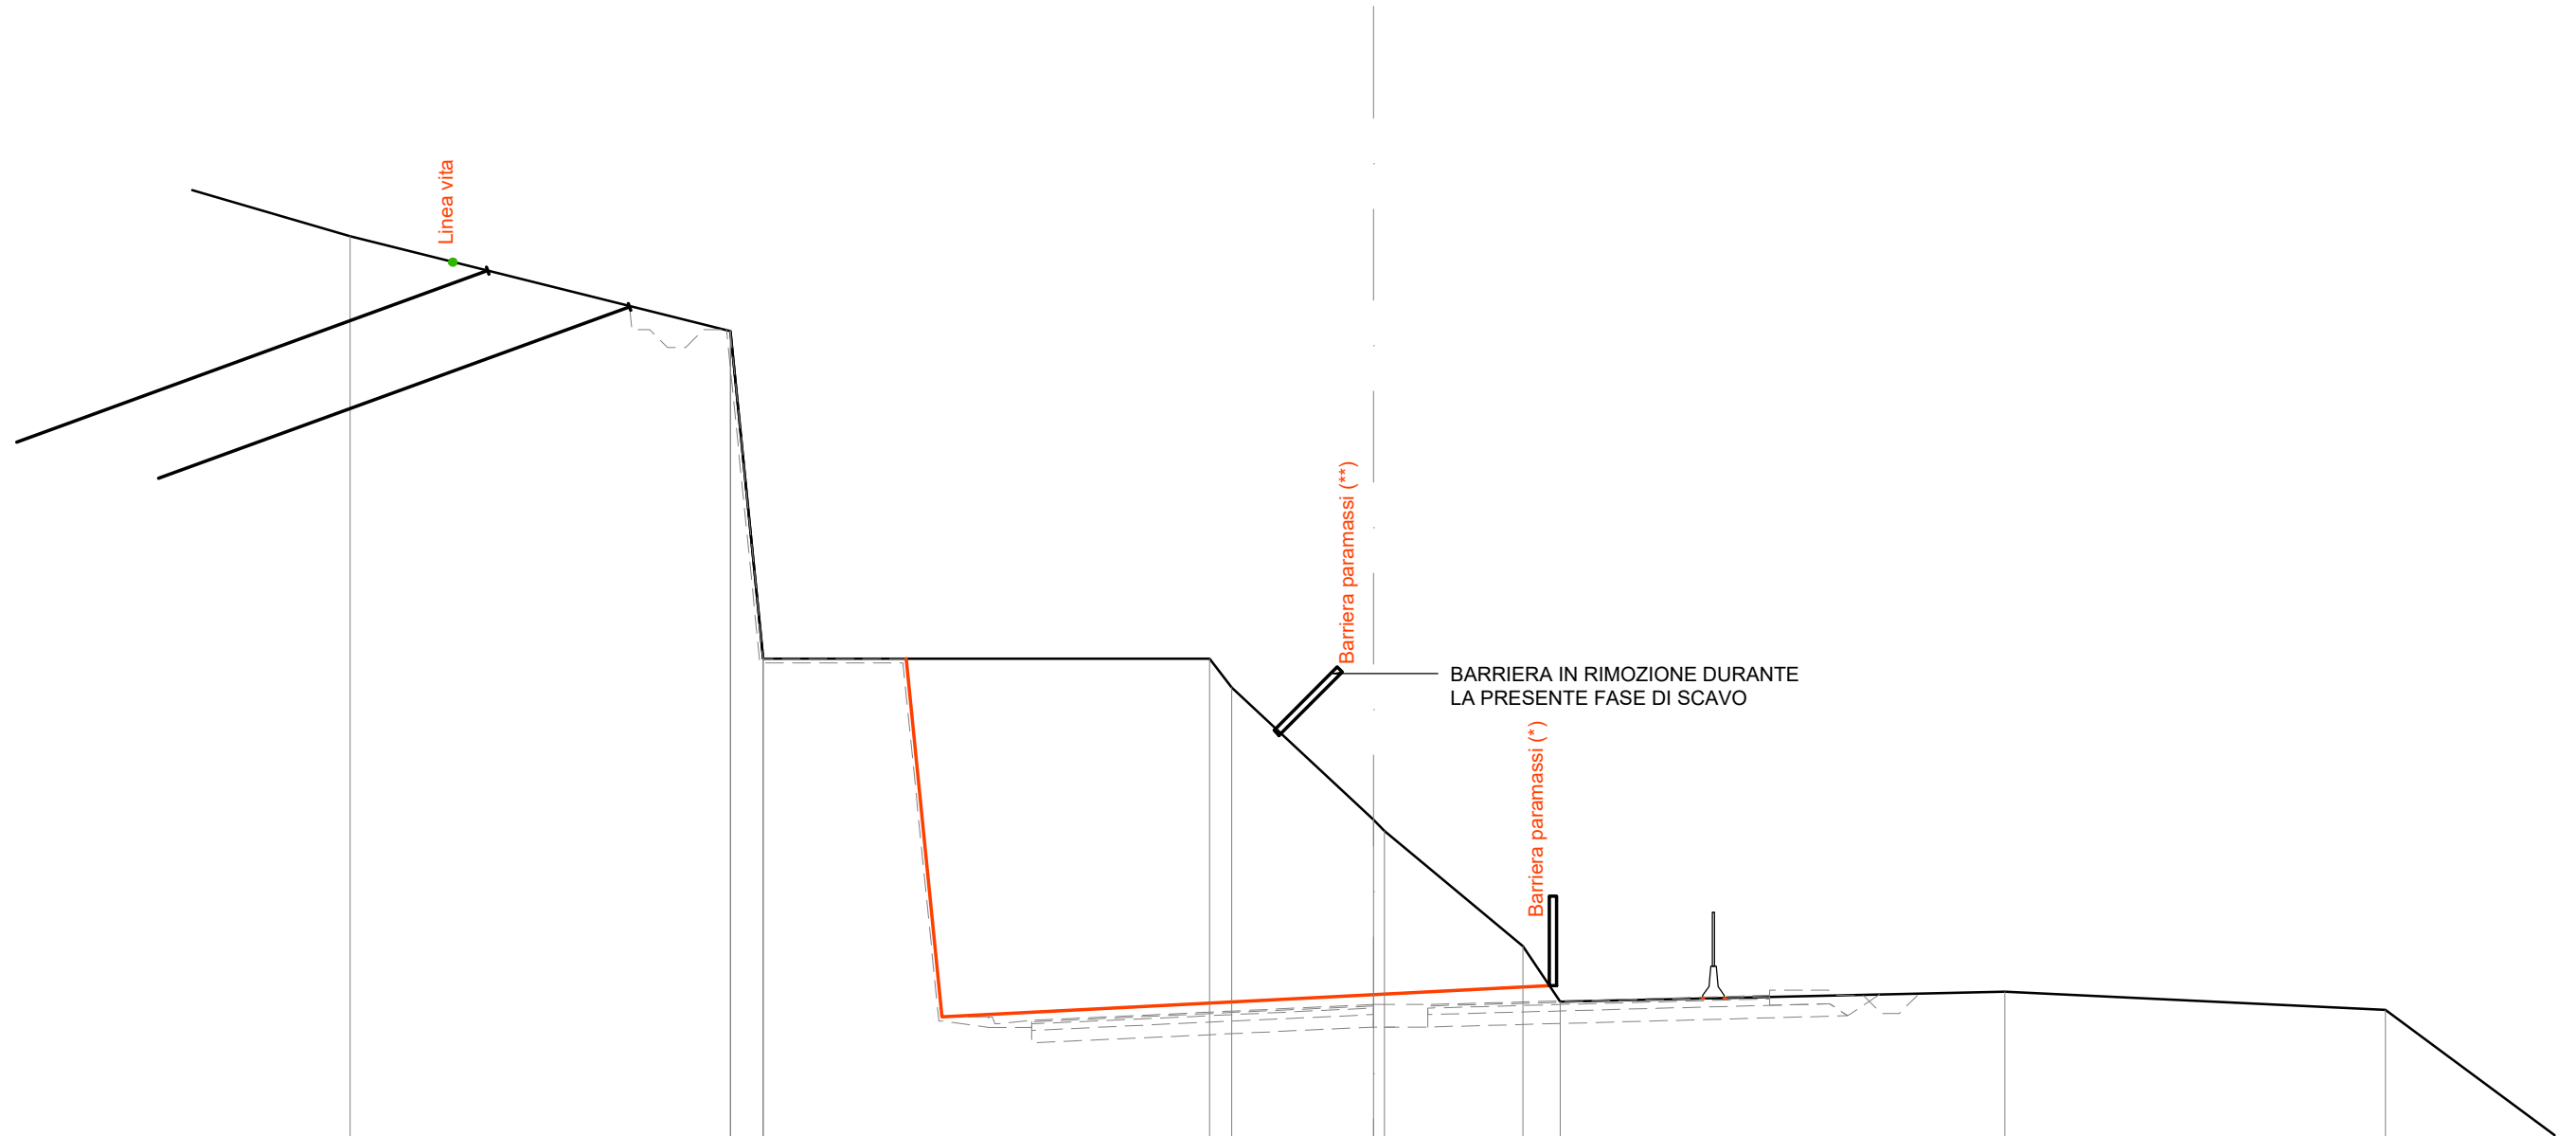 Linea vita
Barriera paramassi (**)
BARRIERA IN RIMOZIONE DURANTE
LA PRESENTE FASE DI SCAVO
Barriera paramassi (*)